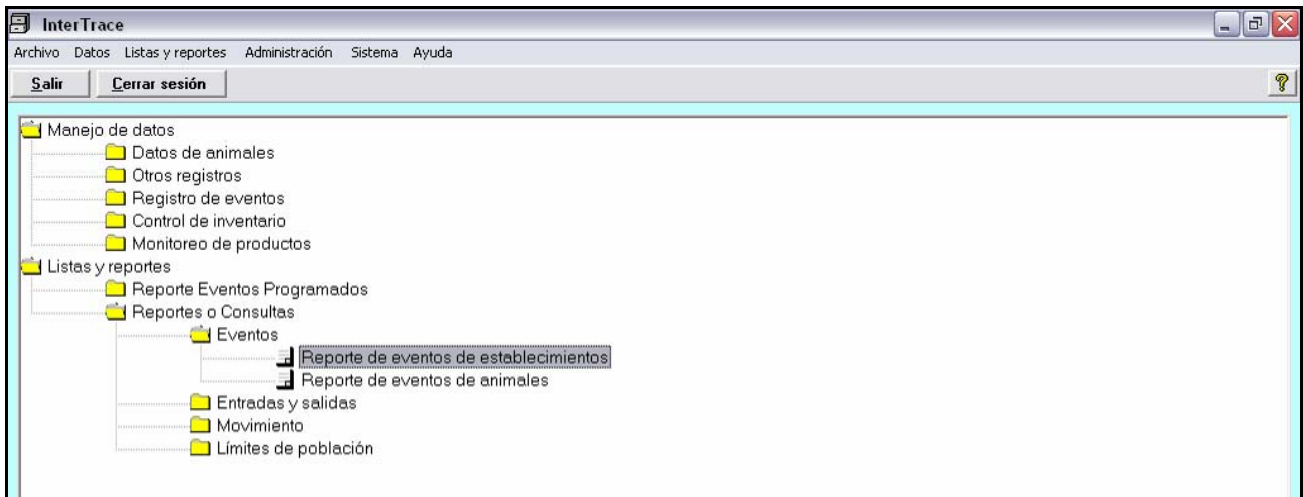 InterTrace
Archivo Datos Listas y reportes Administración Sistema Ayuda
Salir Cerrar sesión ?
Manejo de datos
Datos de animales
Otros registros
Registro de eventos
Control de inventario
Monitoreo de productos
Listas y reportes
Reporte Eventos Programados
Reportes o Consultas
Eventos
Reporte de eventos de establecimientos
Reporte de eventos de animales
Entradas y salidas
Movimiento
Límites de población